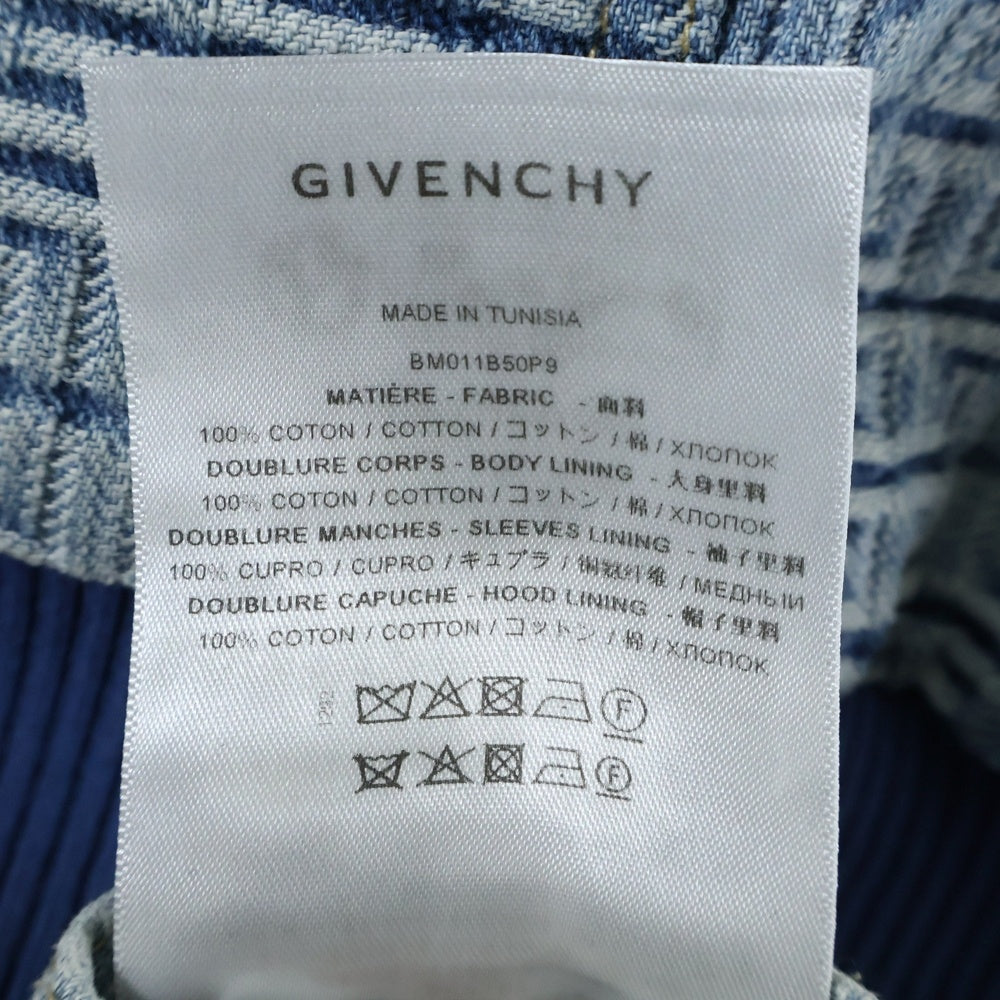 GIVENCHY
MADE IN TUNISIA
BM011B50P9
MATIÈRE - FABRIC - 面料
100% COTON / COTTON / コットン / 棉 / ХЛОПОК
DOUBLURE CORPS - BODY LINING - 大身里料
100% COTON / COTTON / コットン / 棉 / ХЛОПОК
DOUBLURE MANCHES - SLEEVES LINING - 袖子里料
100% CUPRO / CUPRO / キュプラ / 铜氨纤维 / МЕДНЫЙ
DOUBLURE CAPUCHE - HOOD LINING - 帽子里料
100% COTON / COTTON / コットン / 棉 / ХЛОПОК
F
F